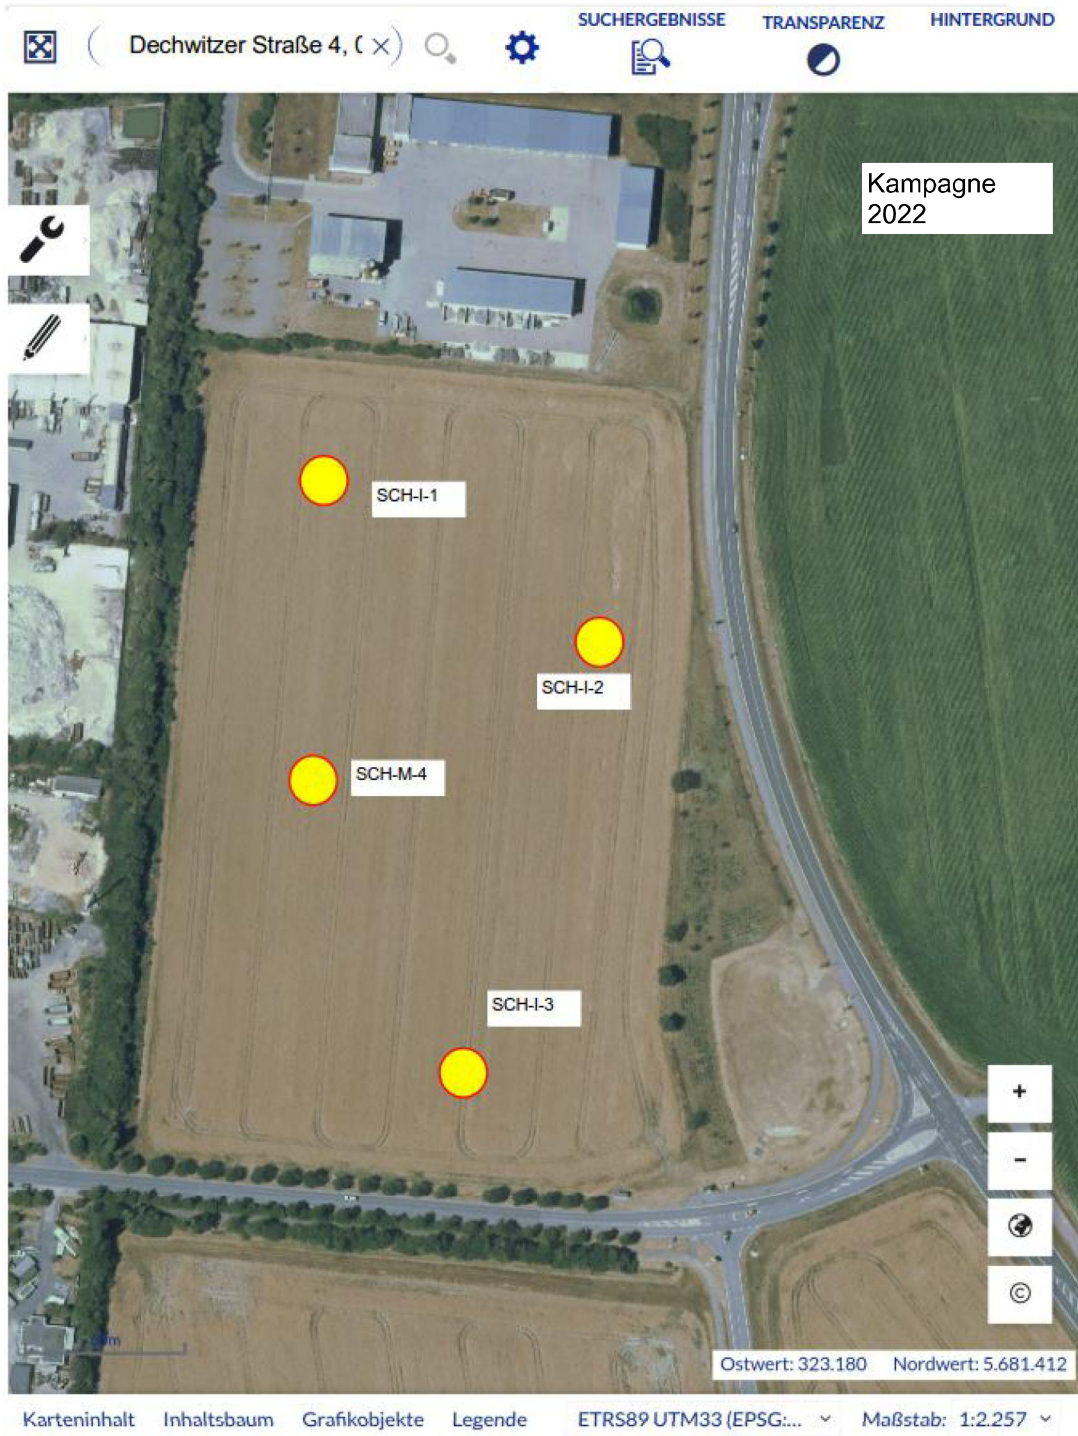 Dechwitzer Straße 4, (
SUCHERGEBNISSE
TRANSPARENZ
HINTERGRUND
Kampagne
2022
SCH-I-1
SCH-I-2
SCH-M-4
SCH-I-3
+
-
©
Ostwert: 323.180 Nordwert: 5.681.412
Karteninhalt Inhaltsbaum Grafikobjekte Legende ETRS89 UTM33 (EPSG:... Maßstab: 1:2.257